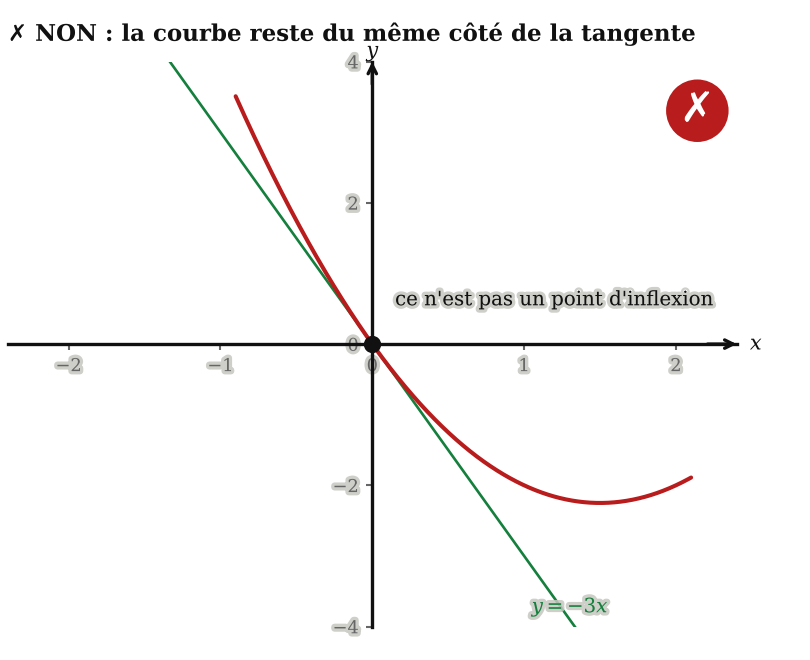 ✗ NON : la courbe reste du même côté de la tangente
y
4
✗
2
ce n'est pas un point d'inflexion
0
x
−2
−1
0
1
2
−2
y = −3x
−4